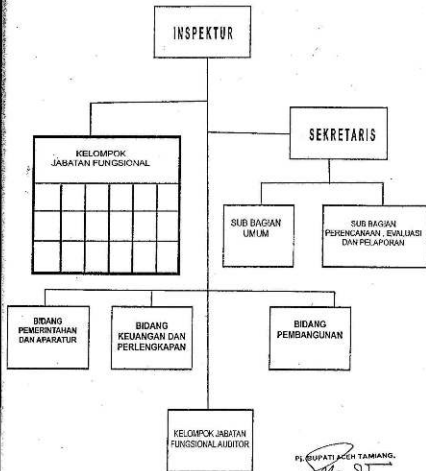 INSPEKTUR
KELOMPOK
JABATAN FUNGSIONAL
SEKRETARIS
SUB BAGIAN
UMUM
SUB BAGIAN
PERENCANAAN , EVALUASI
DAN PELAPORAN
BIDANG
PEMERINTAHAN
DAN APARATUR
BIDANG
KEUANGAN DAN
PERLENGKAPAN
BIDANG
PEMBANGUNAN
KELOMPOK JABATAN
FUNGSIONAL AUDITOR
Pj. BUPATI ACEH TAMIANG,